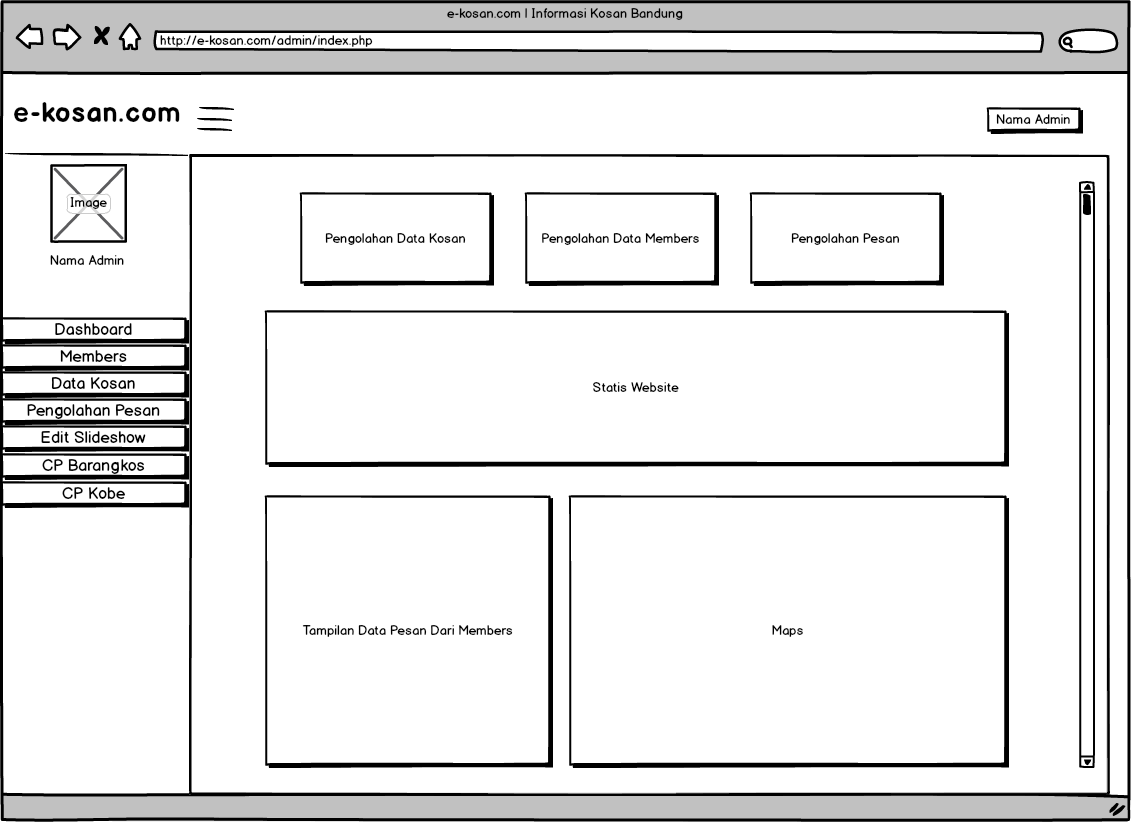 e-kosan.com | Informasi Kosan Bandung
http://e-kosan.com/admin/index.php
e-kosan.com
Nama Admin
Image
Nama Admin
Dashboard
Members
Data Kosan
Pengolahan Pesan
Edit Slideshow
CP Barangkos
CP Kobe
Pengolahan Data Kosan
Pengolahan Data Members
Pengolahan Pesan
Statis Website
Tampilan Data Pesan Dari Members
Maps